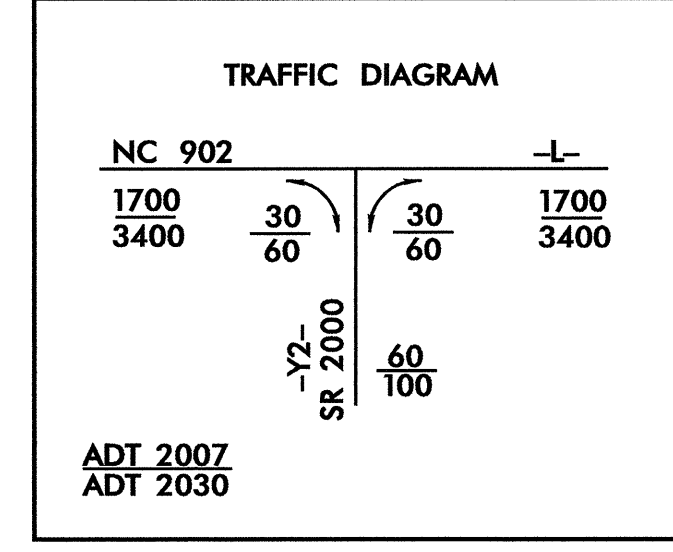 TRAFFIC DIAGRAM
NC 902 -L-
1700
3400
30
60
30
60
1700
3400
-Y2-
SR 2000
60
100
ADT 2007
ADT 2030